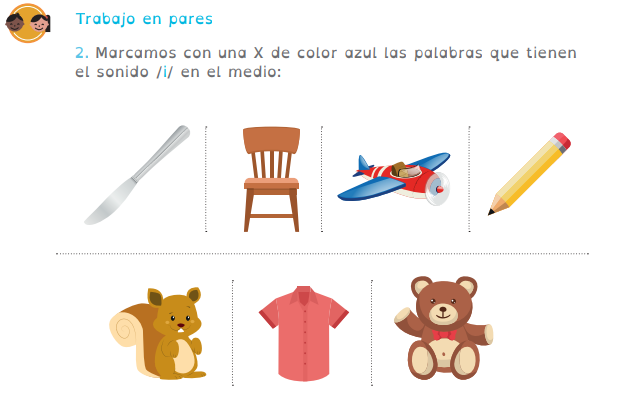 Trabajo en pares
2. Marcamos con una X de color azul las palabras que tienen
el sonido /i/ en el medio: